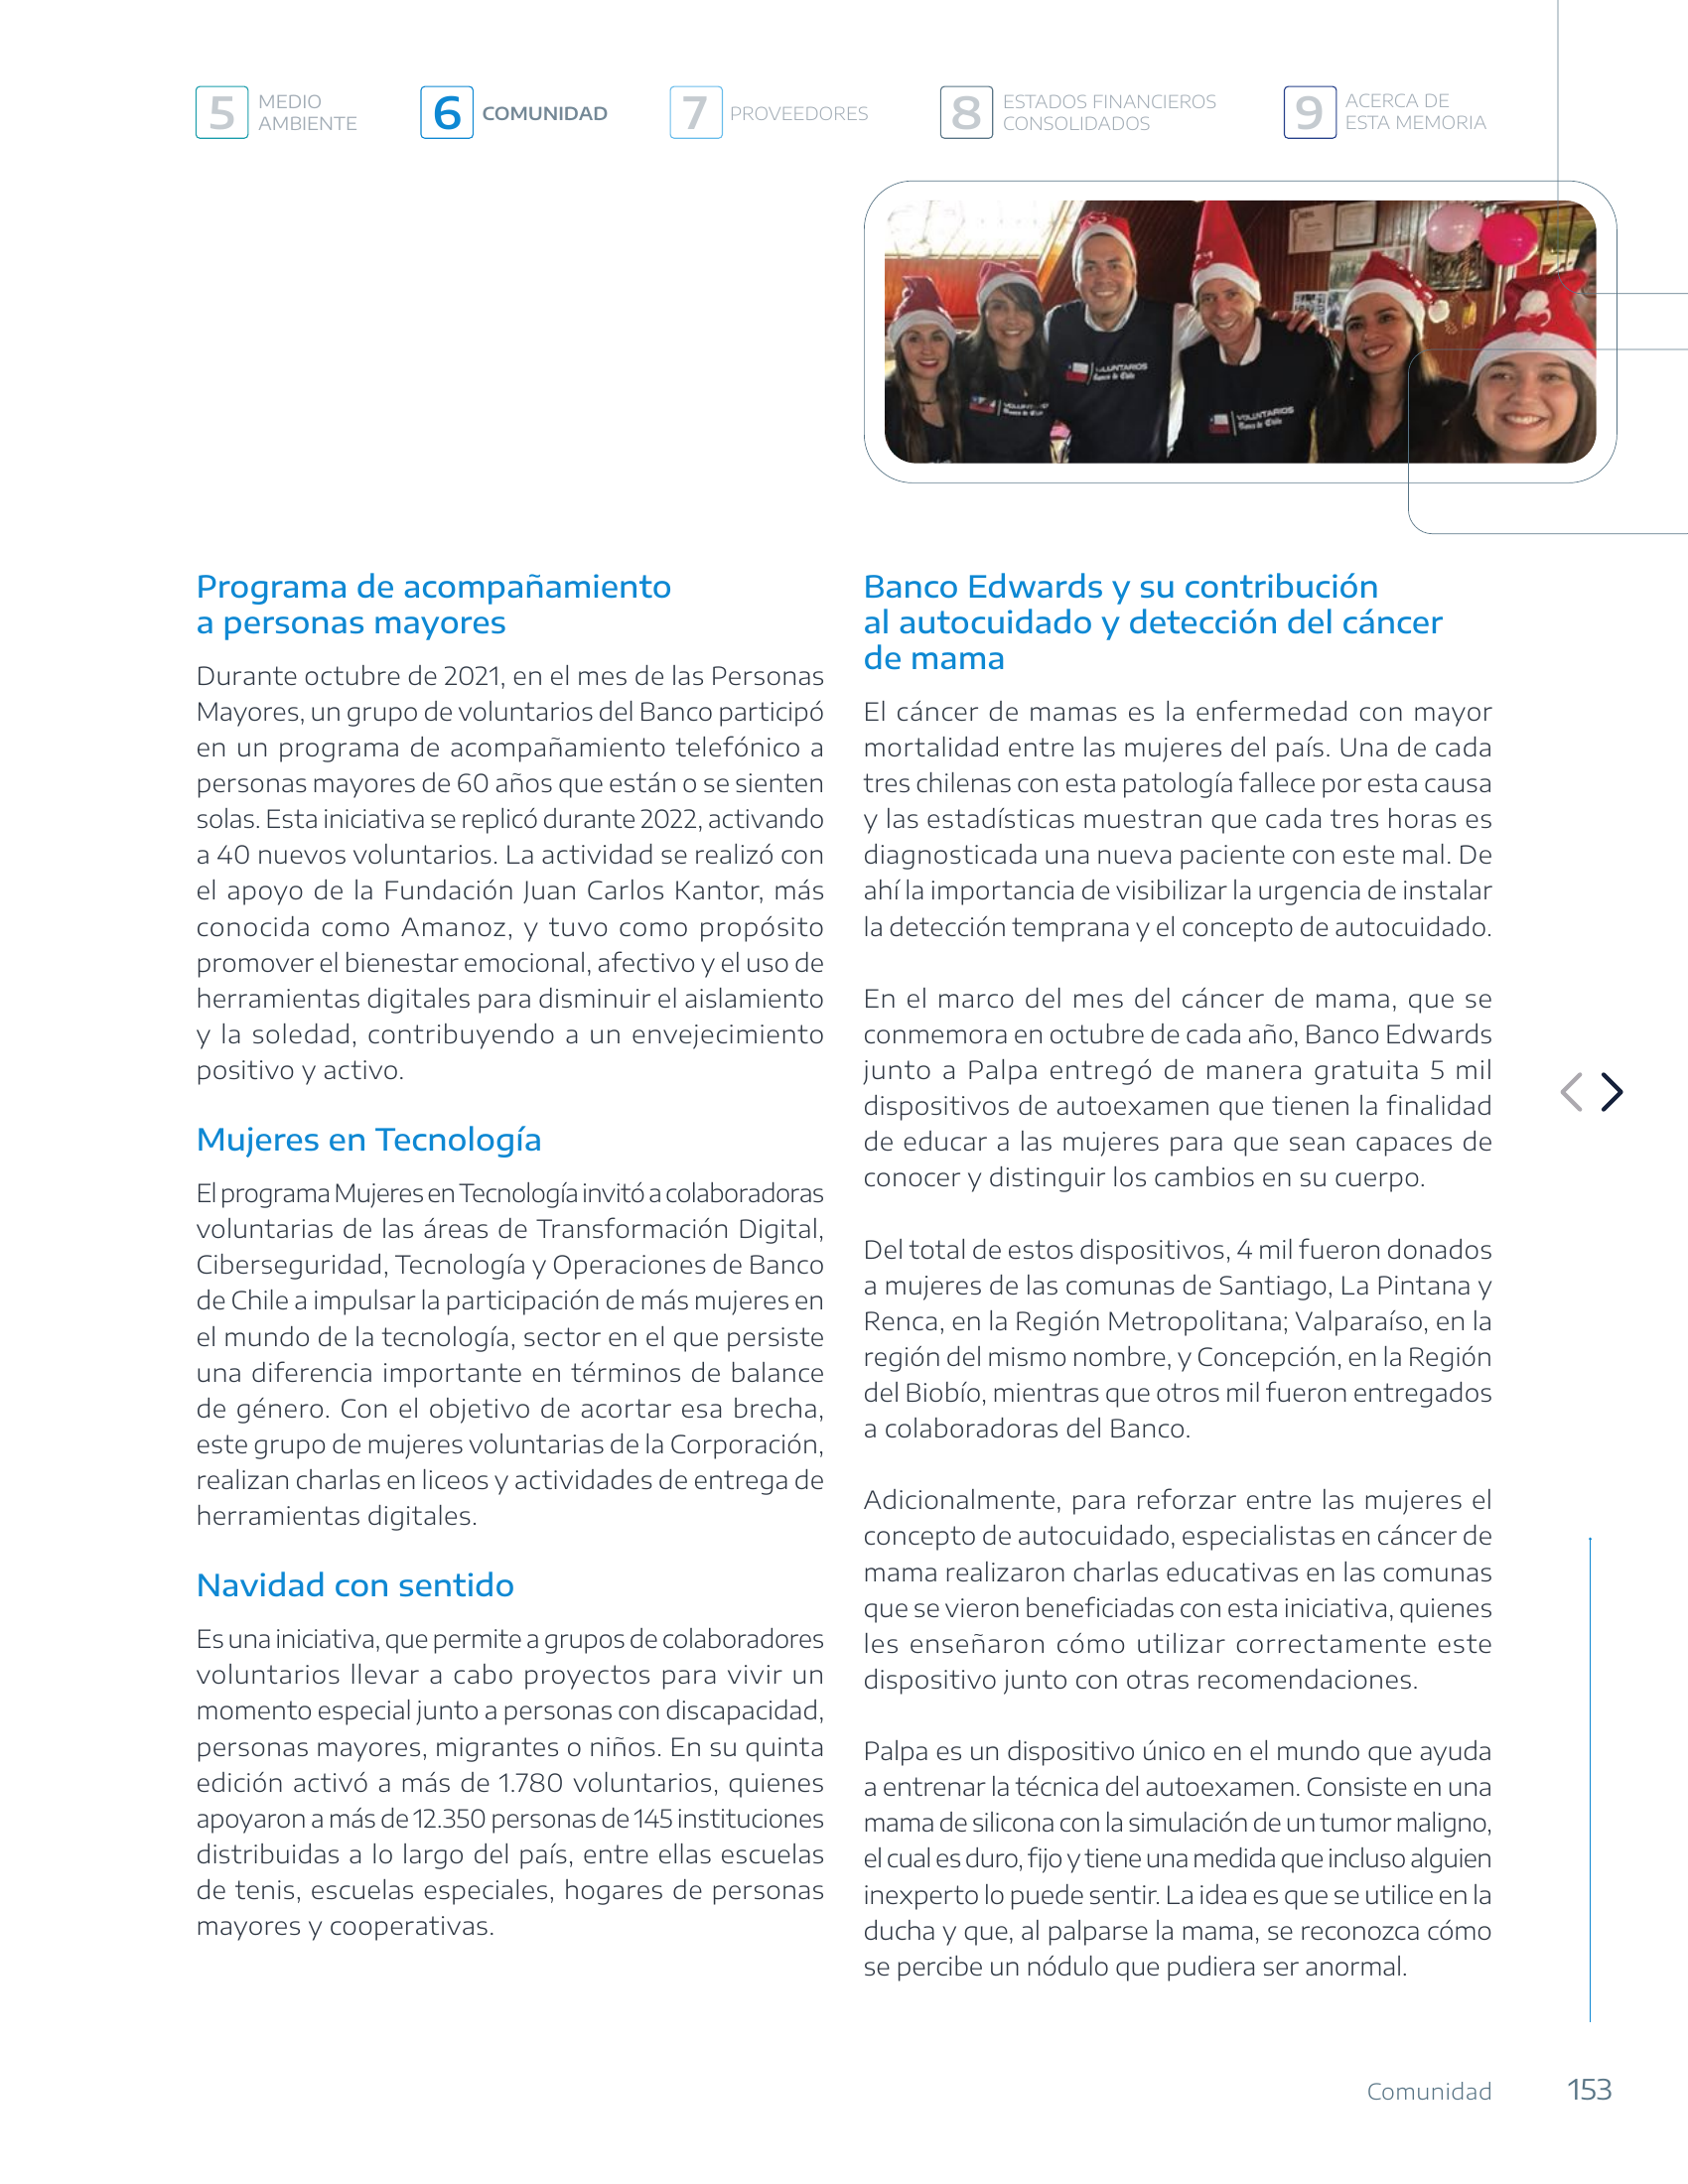 5 MEDIO
AMBIENTE
6 COMUNIDAD
7 PROVEEDORES
8 ESTADOS FINANCIEROS
CONSOLIDADOS
9 ACERCA DE
ESTA MEMORIA
VOLUNTARIOS
Banco de Chile
VOLUNTARIOS
Banco de Chile
Programa de acompañamiento
a personas mayores
Durante octubre de 2021, en el mes de las Personas
Mayores, un grupo de voluntarios del Banco participó
en un programa de acompañamiento telefónico a
personas mayores de 60 años que están o se sienten
solas. Esta iniciativa se replicó durante 2022, activando
a 40 nuevos voluntarios. La actividad se realizó con
el apoyo de la Fundación Juan Carlos Kantor, más
conocida como Amanoz, y tuvo como propósito
promover el bienestar emocional, afectivo y el uso de
herramientas digitales para disminuir el aislamiento
y la soledad, contribuyendo a un envejecimiento
positivo y activo.
Mujeres en Tecnología
El programa Mujeres en Tecnología invitó a colaboradoras
voluntarias de las áreas de Transformación Digital,
Ciberseguridad, Tecnología y Operaciones de Banco
de Chile a impulsar la participación de más mujeres en
el mundo de la tecnología, sector en el que persiste
una diferencia importante en términos de balance
de género. Con el objetivo de acortar esa brecha,
este grupo de mujeres voluntarias de la Corporación,
realizan charlas en liceos y actividades de entrega de
herramientas digitales.
Navidad con sentido
Es una iniciativa, que permite a grupos de colaboradores
voluntarios llevar a cabo proyectos para vivir un
momento especial junto a personas con discapacidad,
personas mayores, migrantes o niños. En su quinta
edición activó a más de 1.780 voluntarios, quienes
apoyaron a más de 12.350 personas de 145 instituciones
distribuidas a lo largo del país, entre ellas escuelas
de tenis, escuelas especiales, hogares de personas
mayores y cooperativas.
Banco Edwards y su contribución
al autocuidado y detección del cáncer
de mama
El cáncer de mamas es la enfermedad con mayor
mortalidad entre las mujeres del país. Una de cada
tres chilenas con esta patología fallece por esta causa
y las estadísticas muestran que cada tres horas es
diagnosticada una nueva paciente con este mal. De
ahí la importancia de visibilizar la urgencia de instalar
la detección temprana y el concepto de autocuidado.
En el marco del mes del cáncer de mama, que se
conmemora en octubre de cada año, Banco Edwards
junto a Palpa entregó de manera gratuita 5 mil
dispositivos de autoexamen que tienen la finalidad
de educar a las mujeres para que sean capaces de
conocer y distinguir los cambios en su cuerpo.
Del total de estos dispositivos, 4 mil fueron donados
a mujeres de las comunas de Santiago, La Pintana y
Renca, en la Región Metropolitana; Valparaíso, en la
región del mismo nombre, y Concepción, en la Región
del Biobío, mientras que otros mil fueron entregados
a colaboradoras del Banco.
Adicionalmente, para reforzar entre las mujeres el
concepto de autocuidado, especialistas en cáncer de
mama realizaron charlas educativas en las comunas
que se vieron beneficiadas con esta iniciativa, quienes
les enseñaron cómo utilizar correctamente este
dispositivo junto con otras recomendaciones.
Palpa es un dispositivo único en el mundo que ayuda
a entrenar la técnica del autoexamen. Consiste en una
mama de silicona con la simulación de un tumor maligno,
el cual es duro, fijo y tiene una medida que incluso alguien
inexperto lo puede sentir. La idea es que se utilice en la
ducha y que, al palparse la mama, se reconozca cómo
se percibe un nódulo que pudiera ser anormal.
Comunidad 153